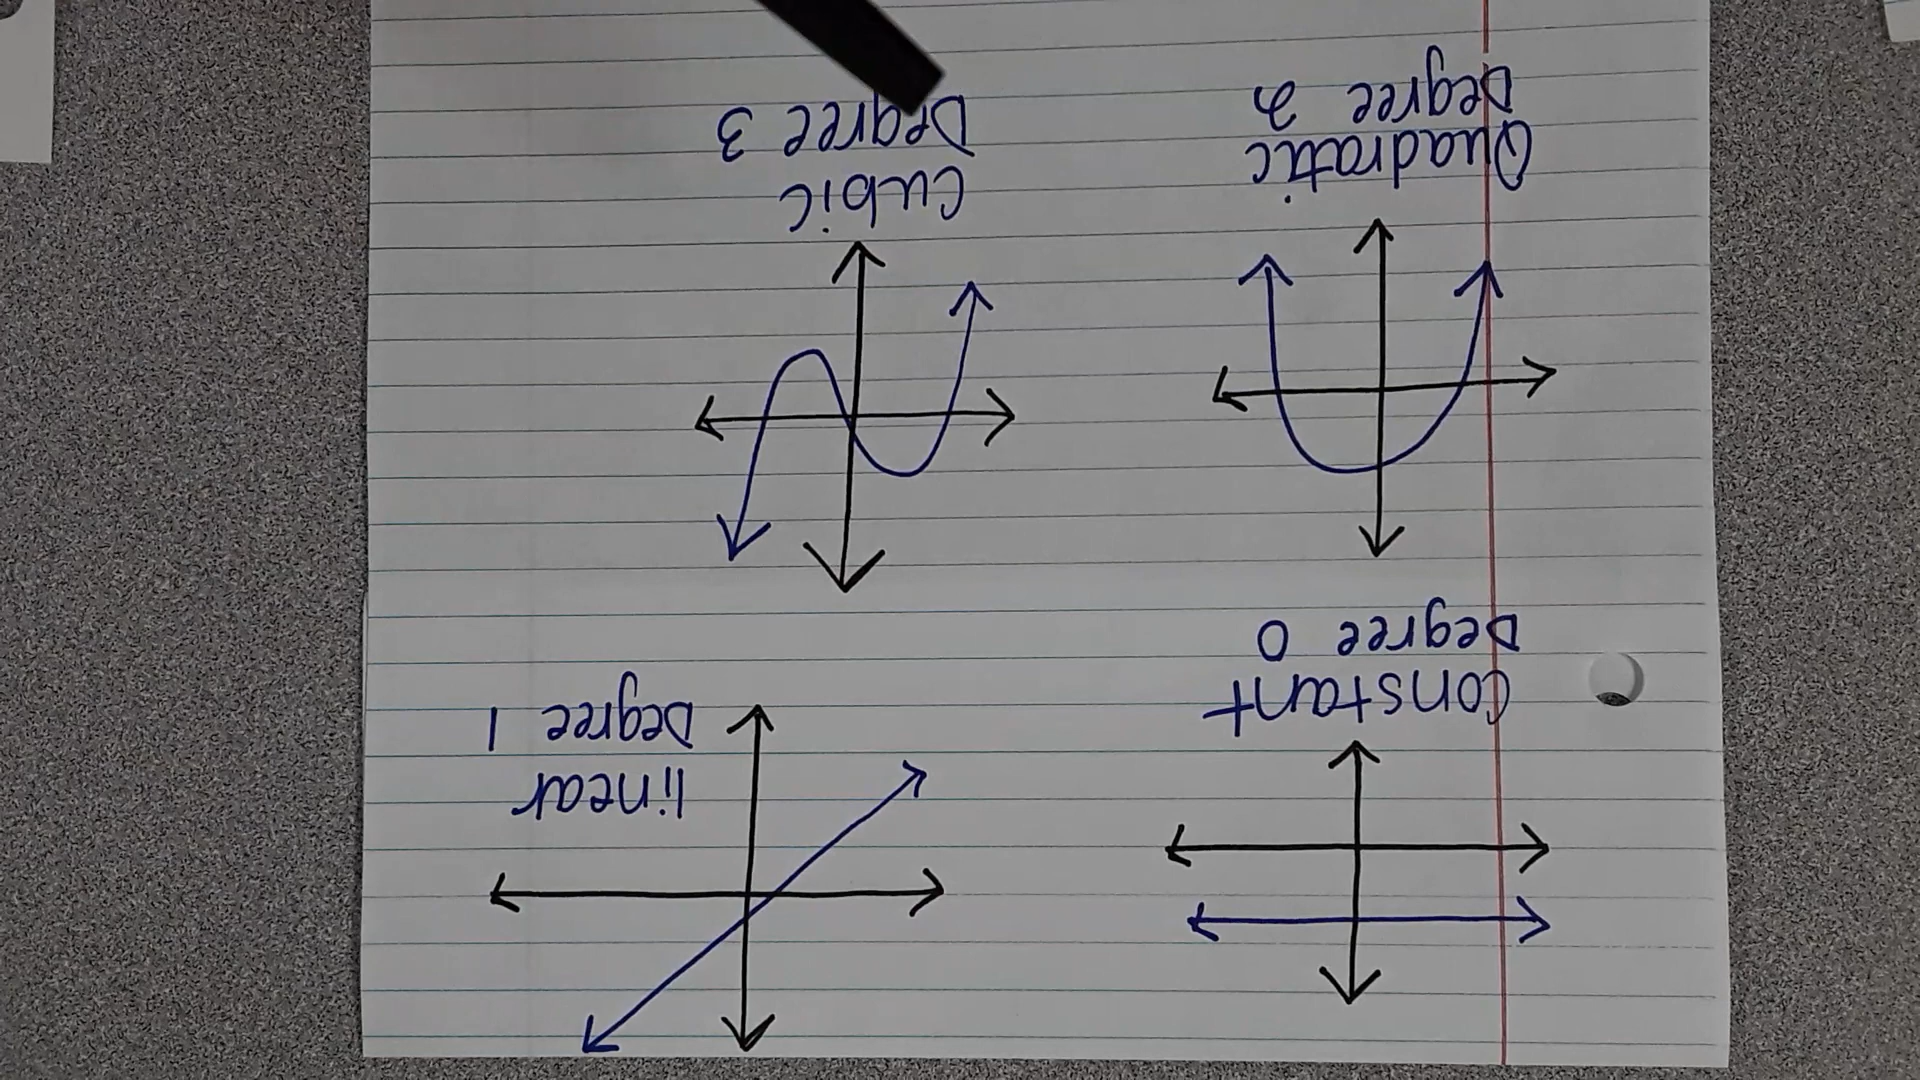 Constant
Degree 0
linear
Degree 1
Quadratic
Degree 2
Cubic
Degree 3